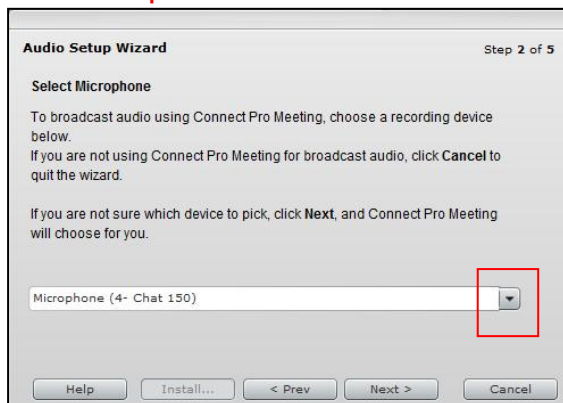 Audio Setup Wizard
Step 2 of 5
Select Microphone
To broadcast audio using Connect Pro Meeting, choose a recording device
below.
If you are not using Connect Pro Meeting for broadcast audio, click Cancel to
quit the wizard.
If you are not sure which device to pick, click Next, and Connect Pro Meeting
will choose for you.
Microphone (4- Chat 150)
Help
Install...
< Prev
Next >
Cancel